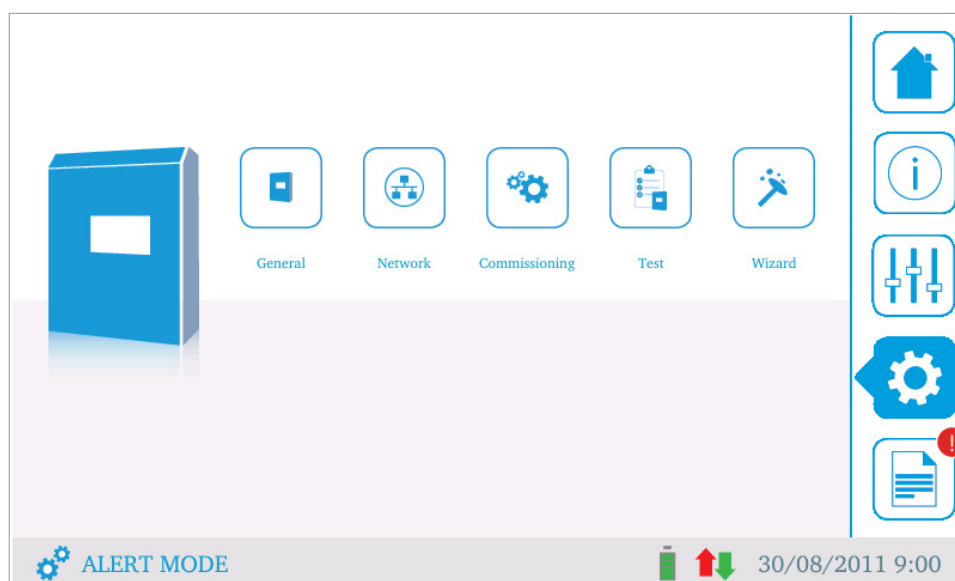 General Network Commissioning Test Wizard
ALERT MODE 30/08/2011 9:00